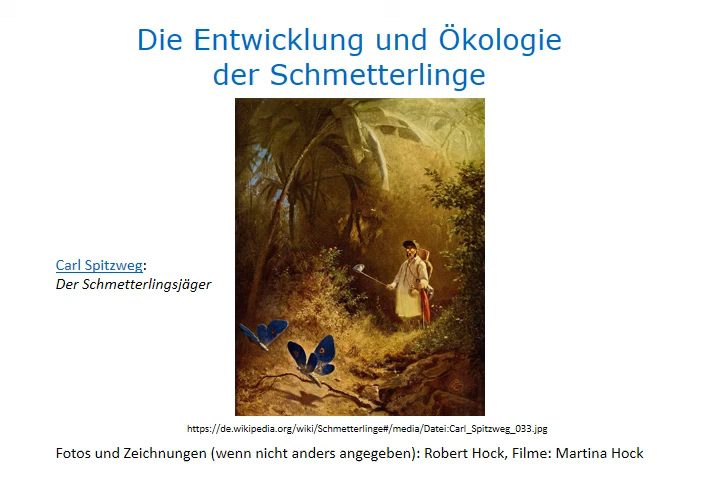 Die Entwicklung und Ökologie
der Schmetterlinge
Carl Spitzweg:
Der Schmetterlingsjäger
https://de.wikipedia.org/wiki/Schmetterlinge#/media/Datei:Carl_Spitzweg_033.jpg
Fotos und Zeichnungen (wenn nicht anders angegeben): Robert Hock, Filme: Martina Hock